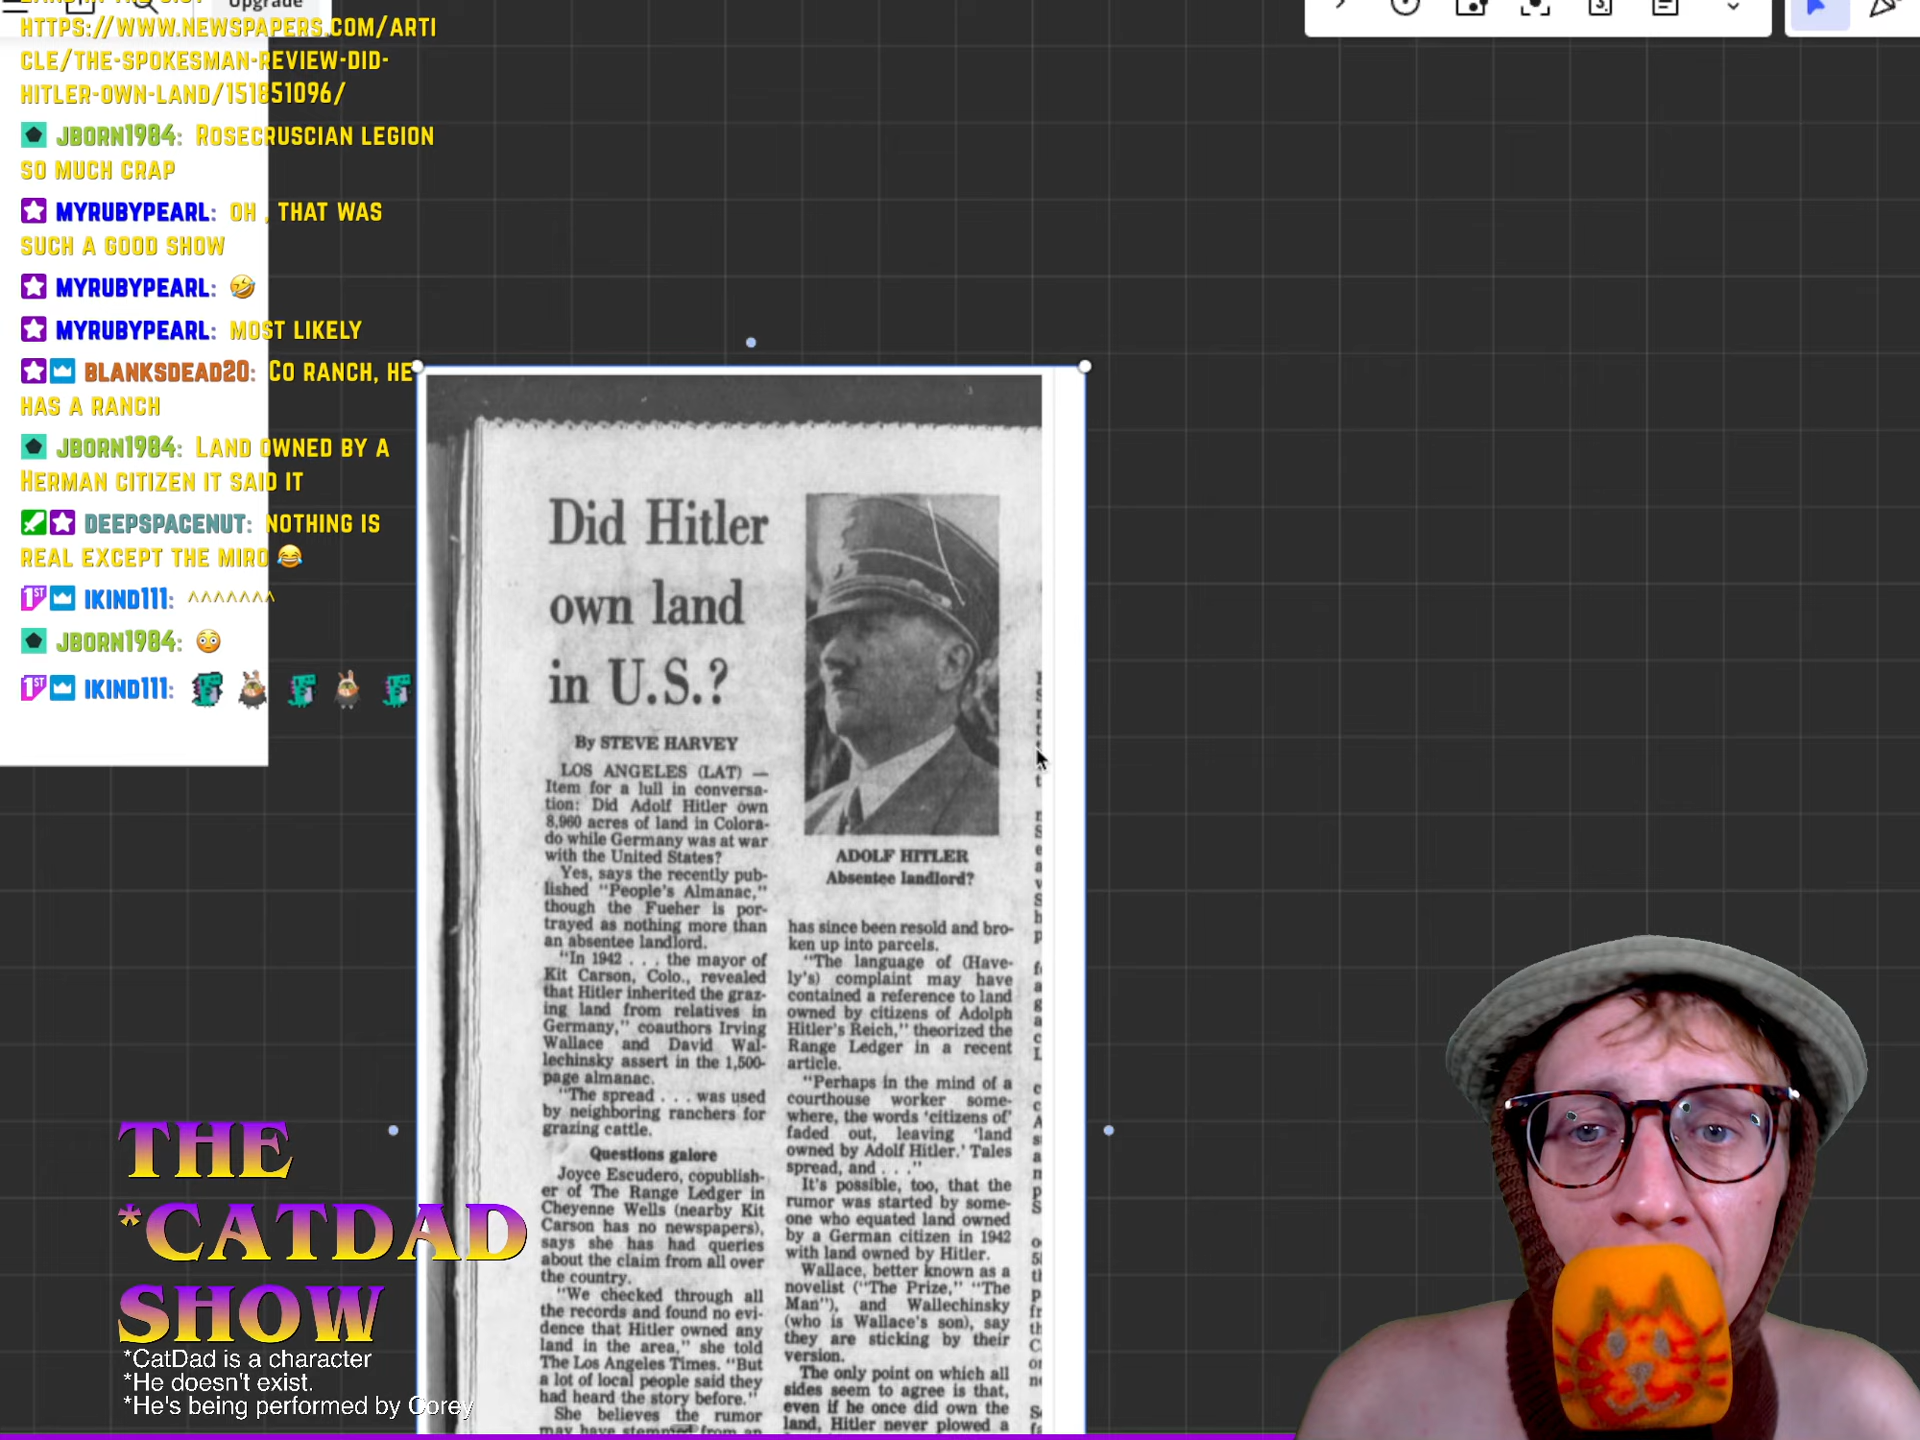 Upgrade
HTTPS://WWW.NEWSPAPERS.COM/ARTI
CLE/THE-SPOKESMAN-REVIEW-DID-
HITLER-OWN-LAND/151851096/
JBORN1984: ROSECRUSCIAN LEGION
SO MUCH CRAP
MYRUBYPEARL: OH , THAT WAS
SUCH A GOOD SHOW
MYRUBYPEARL: 🤣
MYRUBYPEARL: MOST LIKELY
BLANKSDEAD20: CO RANCH, HE
HAS A RANCH
JBORN1984: LAND OWNED BY A
HERMAN CITIZEN IT SAID IT
DEEPSPACENUT: NOTHING IS
REAL EXCEPT THE MIRO 😂
1ST IKIND111: ^^^^^^^
JBORN1984: 😳
1ST IKIND111:
Did Hitler
own land
in U.S.?
By STEVE HARVEY
LOS ANGELES (LAT) —
Item for a lull in conversa-
tion: Did Adolf Hitler own
8,960 acres of land in Colora-
do while Germany was at war
with the United States?
Yes, says the recently pub-
lished "People's Almanac,"
though the Fueher is por-
trayed as nothing more than
an absentee landlord.
"In 1942 . . . the mayor of
Kit Carson, Colo., revealed
that Hitler inherited the graz-
ing land from relatives in
Germany," coauthors Irving
Wallace and David Wal-
lechinsky assert in the 1,500-
page almanac.
"The spread . . . was used
by neighboring ranchers for
grazing cattle.
Questions galore
Joyce Escudero, copublish-
er of The Range Ledger in
Cheyenne Wells (nearby Kit
Carson has no newspapers),
says she has had queries
about the claim from all over
the country.
"We checked through all
the records and found no evi-
dence that Hitler owned any
land in the area," she told
The Los Angeles Times. "But
a lot of local people said they
had heard the story before."
She believes the rumor
may have stemmed from an
ADOLF HITLER
Absentee landlord?
has since been resold and bro-
ken up into parcels.
"The language of (Have-
ly's) complaint may have
contained a reference to land
owned by citizens of Adolph
Hitler's Reich," theorized the
Range Ledger in a recent
article.
"Perhaps in the mind of a
courthouse worker some-
where, the words 'citizens of'
faded out, leaving 'land
owned by Adolf Hitler.' Tales
spread, and . . ."
It's possible, too, that the
rumor was started by some-
one who equated land owned
by a German citizen in 1942
with land owned by Hitler.
Wallace, better known as a
novelist ("The Prize," "The
Man"), and Wallechinsky
(who is Wallace's son), say
they are sticking by their
version.
The only point on which all
sides seem to agree is that,
even if he once did own the
land, Hitler never plowed a
THE
*CATDAD
SHOW
*CatDad is a character
*He doesn't exist.
*He's being performed by Corey